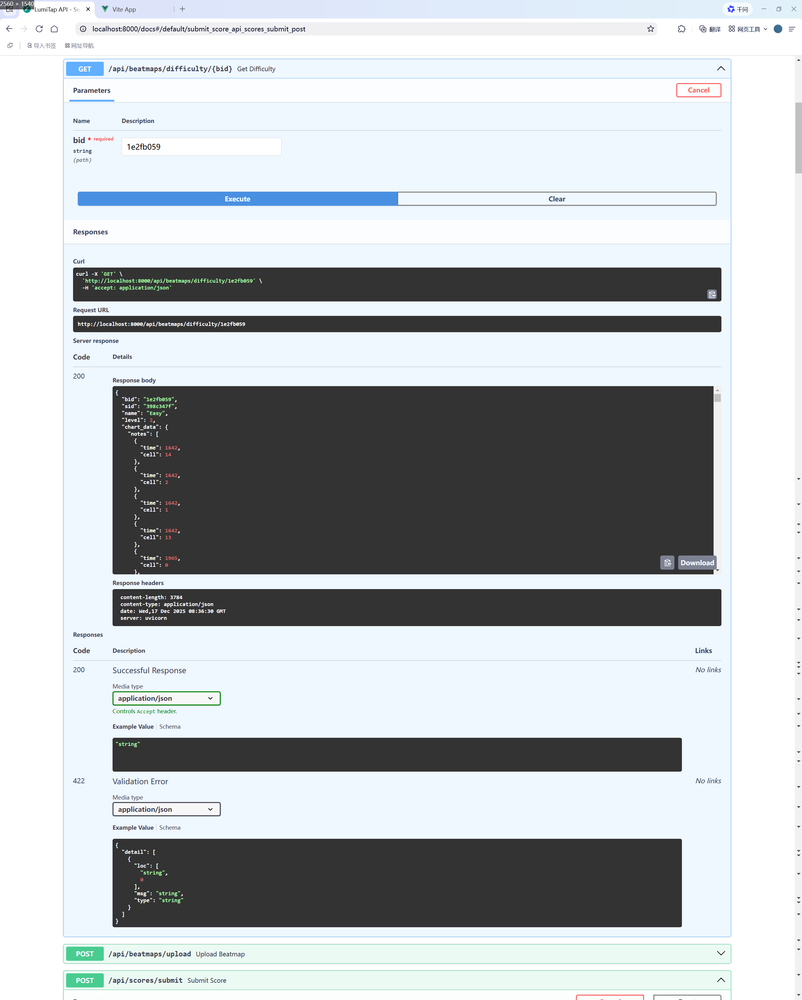 2560 × 1540
LumiTap API - Sw
Vite App
千问
localhost:8000/docs#/default/submit_score_api_scores_submit_post
翻译
网页工具
导入书签
网址导航
GET /api/beatmaps/difficulty/{bid} Get Difficulty
Parameters
Cancel
Name Description
bid * required
string
(path)
1e2fb059
Execute
Clear
Responses
Curl
curl -X 'GET' \
'http://localhost:8000/api/beatmaps/difficulty/1e2fb059' \
-H 'accept: application/json'
Request URL
http://localhost:8000/api/beatmaps/difficulty/1e2fb059
Server response
Code Details
200
Response body
{
"bid": "1e2fb059",
"sid": "398c347f",
"name": "Easy",
"level": 2,
"chart_data": {
"notes": [
{
"time": 1642,
"cell": 14
},
{
"time": 1642,
"cell": 2
},
{
"time": 1642,
"cell": 1
},
{
"time": 1642,
"cell": 13
},
{
"time": 1965,
"cell": 0
},
Download
Response headers
content-length: 3784
content-type: application/json
date: Wed,17 Dec 2025 08:36:30 GMT
server: uvicorn
Responses
Code Description Links
200 Successful Response No links
Media type
application/json
Controls Accept header.
Example Value Schema
"string"
422 Validation Error No links
Media type
application/json
Example Value Schema
{
"detail": [
{
"loc": [
"string",
0
],
"msg": "string",
"type": "string"
}
]
}
POST /api/beatmaps/upload Upload Beatmap
POST /api/scores/submit Submit Score